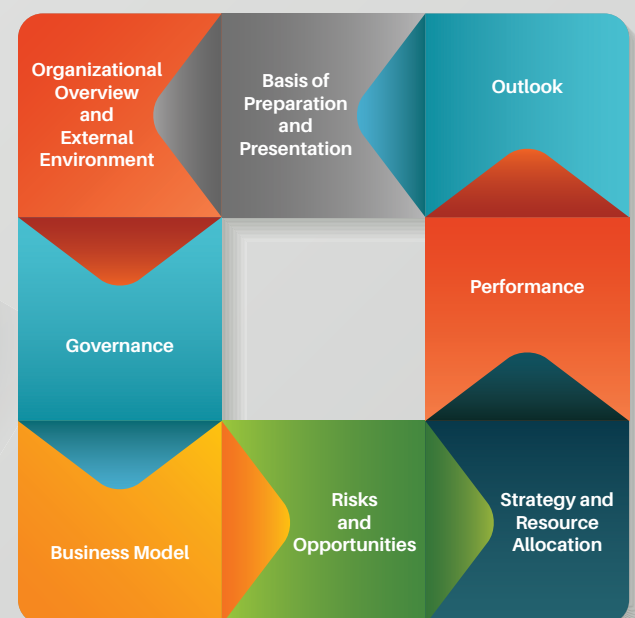 Organizational
Overview
and
External
Environment
Basis of
Preparation
and
Presentation
Outlook
Governance
Performance
Business Model
Risks
and
Opportunities
Strategy and
Resource
Allocation